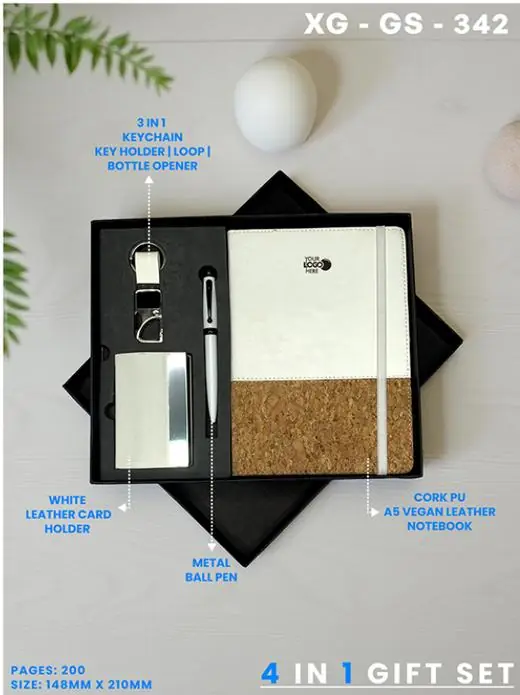 XG - GS - 342
3 IN 1
KEYCHAIN
KEY HOLDER | LOOP |
BOTTLE OPENER
YOUR
LOGO
HERE
WHITE
LEATHER CARD
HOLDER
CORK PU
A5 VEGAN LEATHER
NOTEBOOK
METAL
BALL PEN
PAGES: 200
SIZE: 148MM X 210MM
4 IN 1 GIFT SET